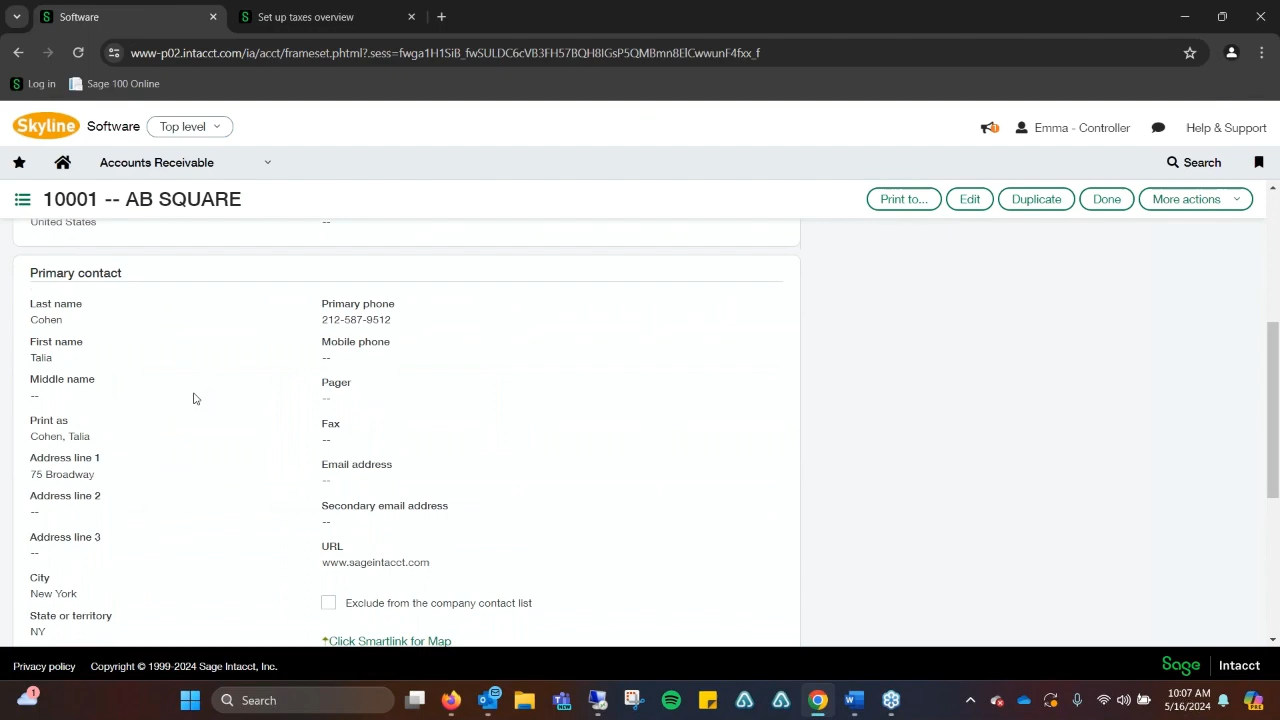 Software
Set up taxes overview
www-p02.intacct.com/ia/acct/frameset.phtml?.sess=fwga1H1SiB_fwSULDC6cVB3FH57BQH8IGsP5QMBmn8ElCwwunF4fxx_f
Log in
Sage 100 Online
Skyline
Software
Top level
1
Emma - Controller
Help & Support
Accounts Receivable
Search
10001 -- AB SQUARE
Print to...
Edit
Duplicate
Done
More actions
United States
--
Primary contact
Last name
Cohen
First name
Talia
Middle name
--
Print as
Cohen, Talia
Address line 1
75 Broadway
Address line 2
--
Address line 3
--
City
New York
State or territory
NY
Primary phone
212-587-9512
Mobile phone
--
Pager
--
Fax
--
Email address
--
Secondary email address
--
URL
www.sageintacct.com
Exclude from the company contact list
Click Smartlink for Map
Privacy policy
Copyright © 1999-2024 Sage Intacct, Inc.
Sage
Intacct
1
Search
10:07 AM
5/16/2024